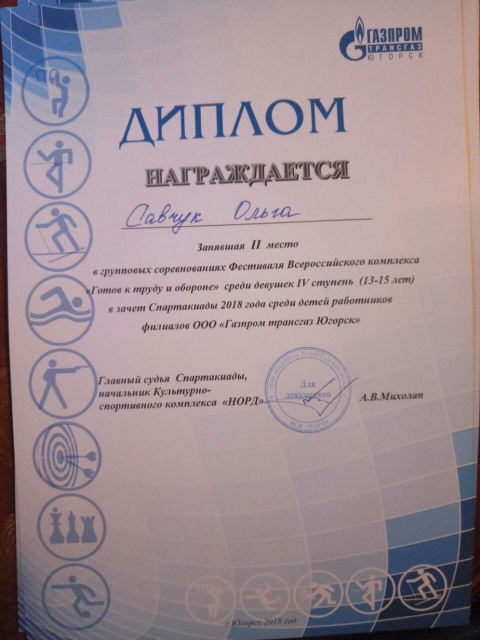 ГАЗПРОМ
ТРАНСГАЗ
ЮГОРСК
ДИПЛОМ
НАГРАЖДАЕТСЯ
Савчук Ольга
Занявшая II место
в групповых соревнованиях Фестиваля Всероссийского комплекса
«Готов к труду и обороне» среди девушек IV ступень (13-15 лет)
в зачет Спартакиады 2018 года среди детей работников
филиалов ООО «Газпром трансгаз Югорск»
Главный судья Спартакиады,
начальник Культурно-
спортивного комплекса «НОРД»
Для
документов
А.В.Михолап
г.Югорск 2018 год